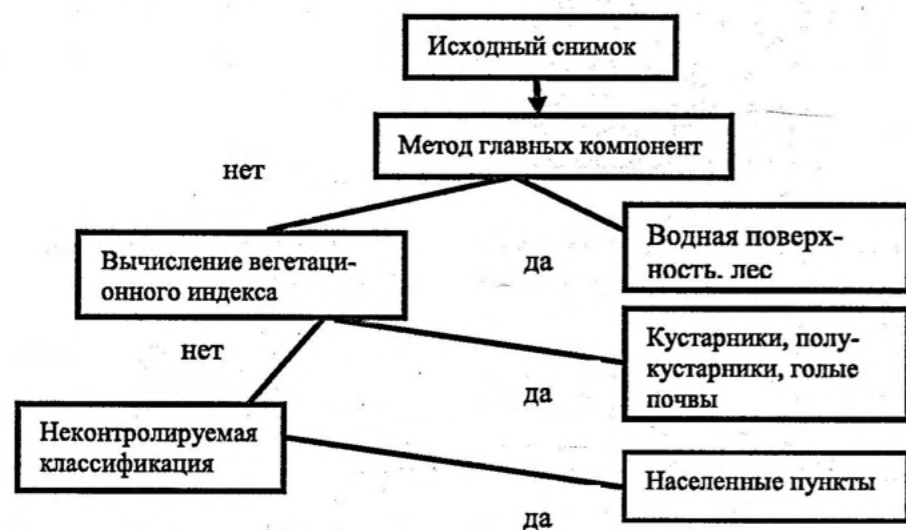 Исходный снимок
Метод главных компонент
нет
Вычисление вегетаци-
онного индекса
да
Водная поверх-
ность. лес
нет
Кустарники, полу-
кустарники, голые
почвы
да
Неконтролируемая
классификация
Населенные пункты
да